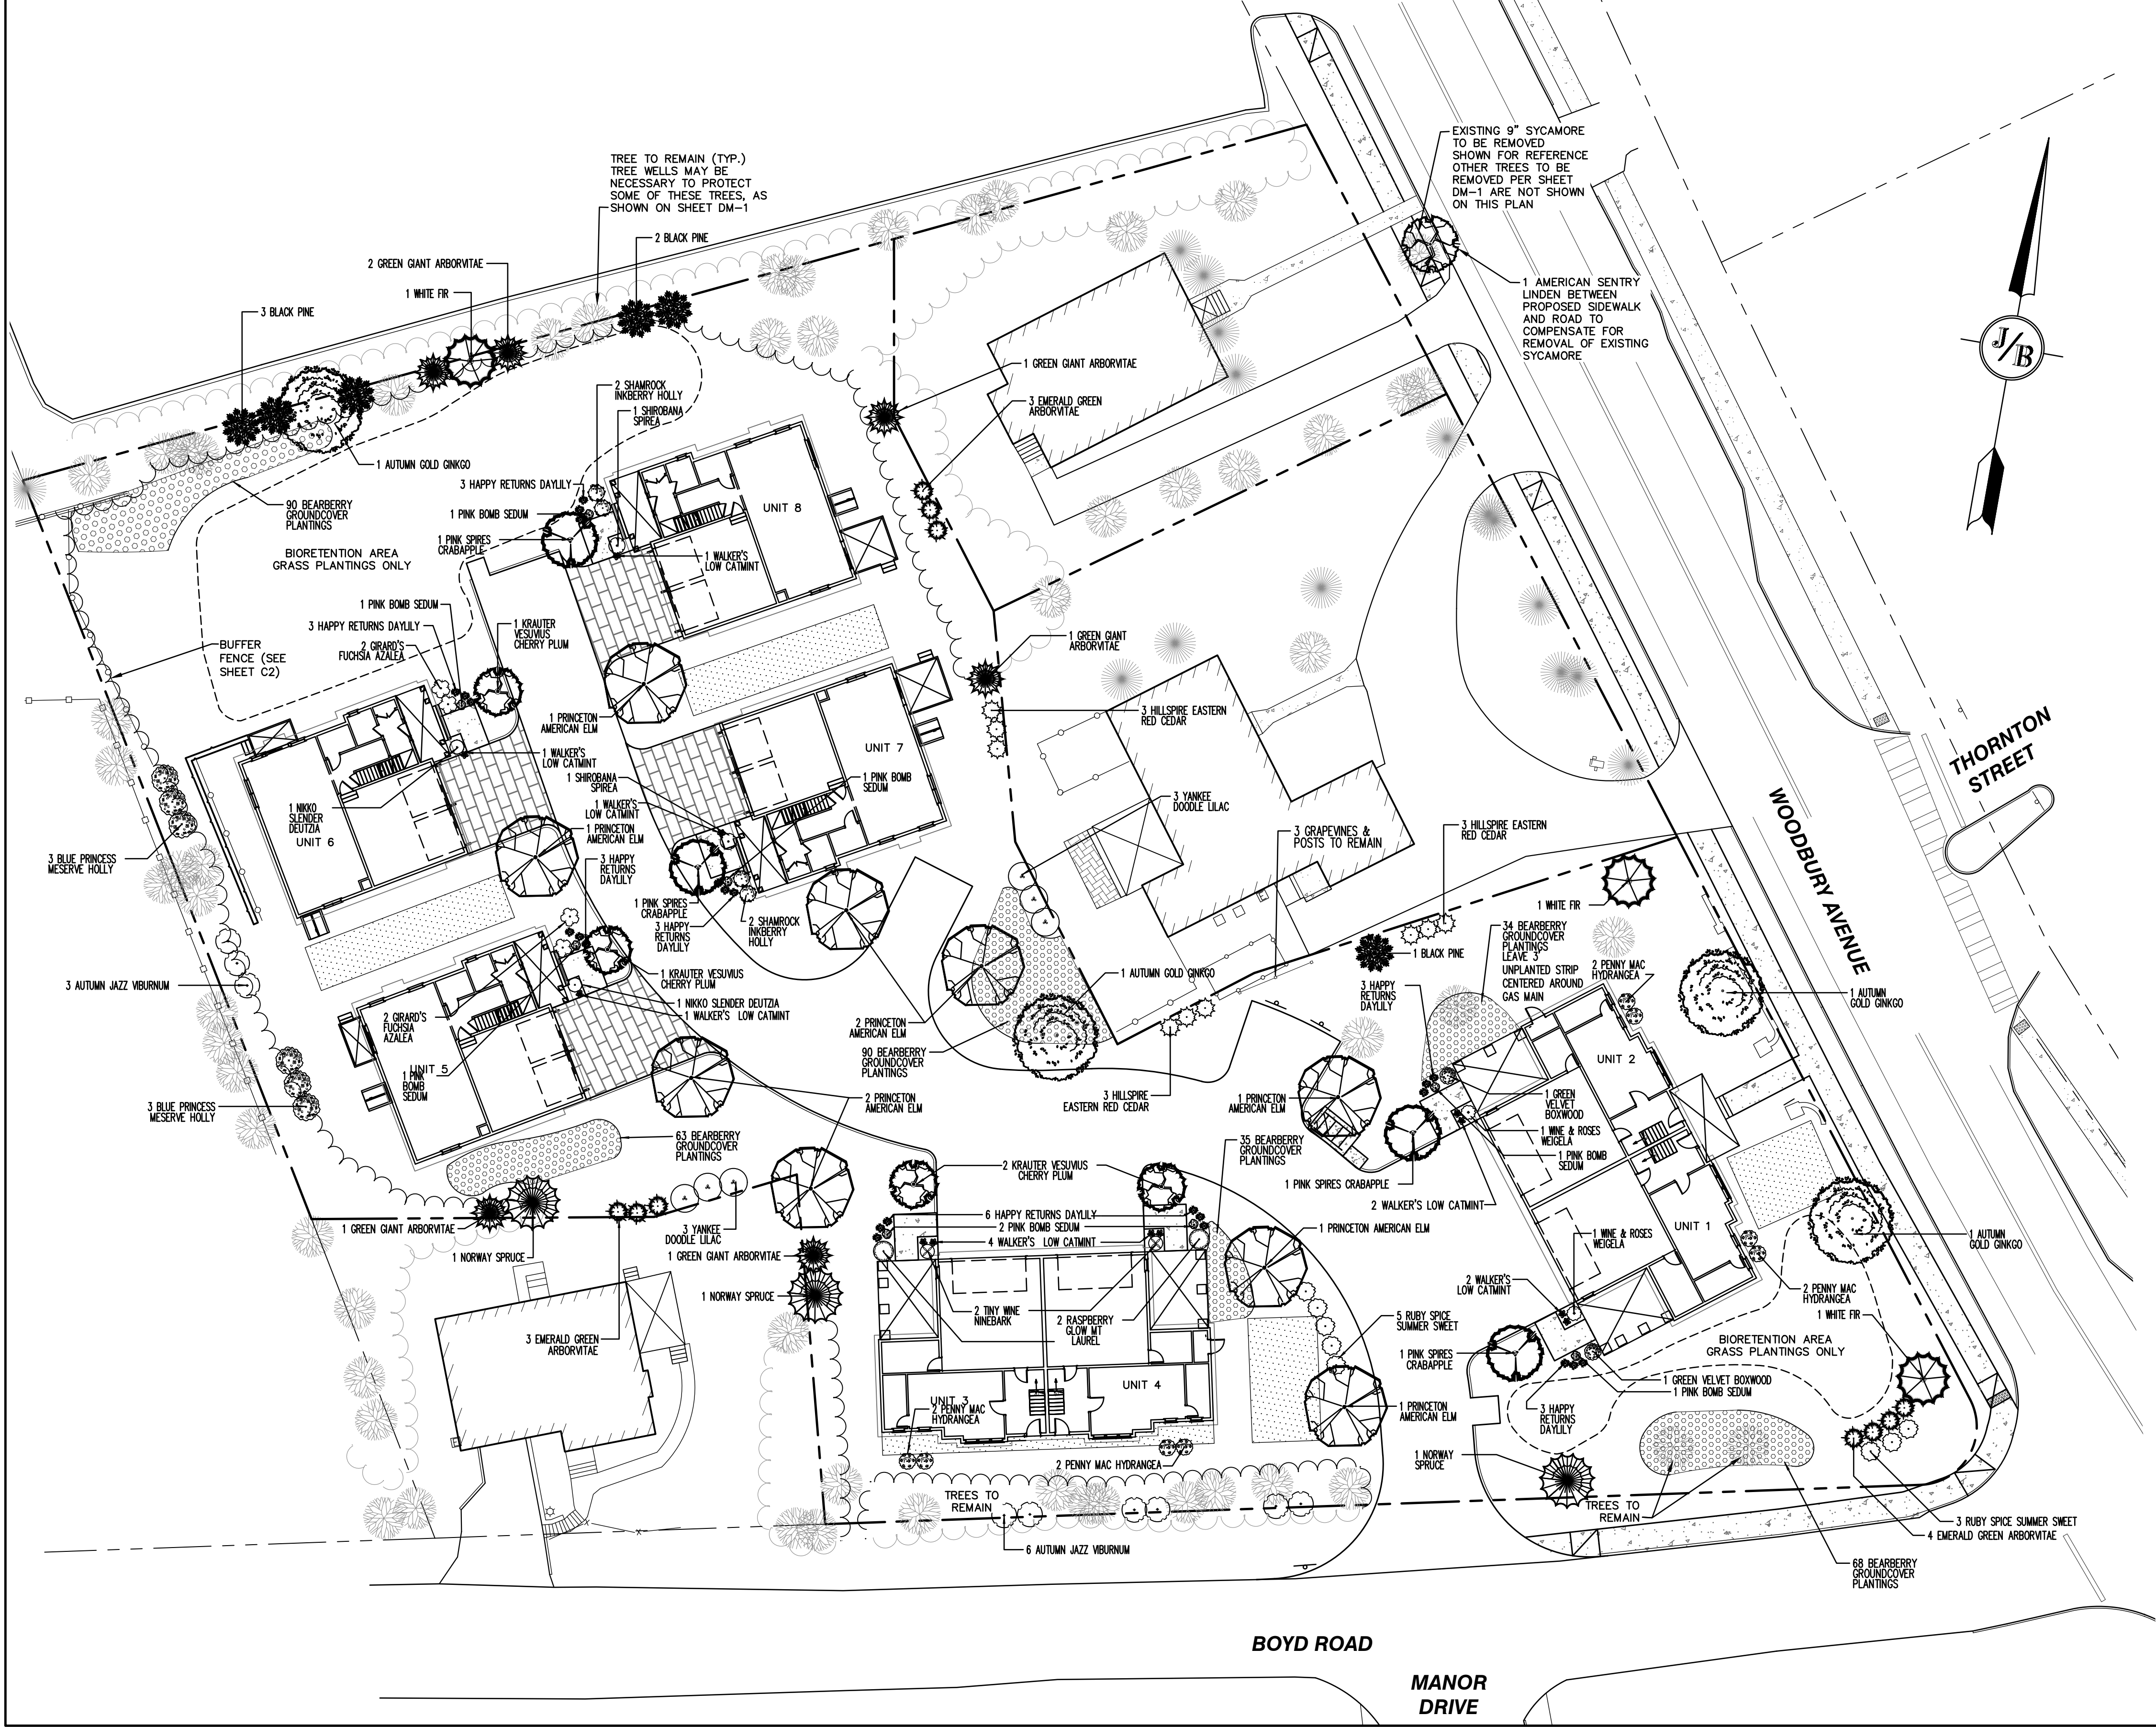 EXISTING 9" SYCAMORE
TO BE REMOVED
SHOWN FOR REFERENCE
OTHER TREES TO BE
REMOVED PER SHEET
DM-1 ARE NOT SHOWN
ON THIS PLAN
TREE TO REMAIN (TYP.)
TREE WELLS MAY BE
NECESSARY TO PROTECT
SOME OF THESE TREES, AS
SHOWN ON SHEET DM-1
2 BLACK PINE
2 GREEN GIANT ARBORVITAE
1 WHITE FIR
3 BLACK PINE
1 AMERICAN SENTRY
LINDEN BETWEEN
PROPOSED SIDEWALK
AND ROAD TO
COMPENSATE FOR
REMOVAL OF EXISTING
SYCAMORE
J/B
1 GREEN GIANT ARBORVITAE
3 EMERALD GREEN
ARBORVITAE
2 SHAMROCK
INKBERRY HOLLY
1 SHIROBANA
SPIREA
1 AUTUMN GOLD GINKGO
3 HAPPY RETURNS DAYLILY
90 BEARBERRY
GROUNDCOVER
PLANTINGS
1 PINK BOMB SEDUM
UNIT 8
1 PINK SPIRES
CRABAPPLE
BIORETENTION AREA
GRASS PLANTINGS ONLY
1 WALKER'S
LOW CATMINT
1 PINK BOMB SEDUM
3 HAPPY RETURNS DAYLILY
2 GIRARD'S
FUCHSIA AZALEA
1 KRAUTER
VESUVIUS
CHERRY PLUM
BUFFER
FENCE (SEE
SHEET C2)
1 GREEN GIANT
ARBORVITAE
1 PRINCETON
AMERICAN ELM
3 HILLSPIRE EASTERN
RED CEDAR
UNIT 7
1 WALKER'S
LOW CATMINT
1 SHIROBANA
SPIREA
1 PINK BOMB
SEDUM
1 WALKER'S
LOW CATMINT
1 NIKKO
SLENDER
DEUTZIA
UNIT 6
1 PRINCETON
AMERICAN ELM
3 YANKEE
DOODLE LILAC
3 GRAPEVINES &
POSTS TO REMAIN
3 HILLSPIRE EASTERN
RED CEDAR
THORNTON
STREET
WOODBURY AVENUE
3 BLUE PRINCESS
MESERVE HOLLY
3 HAPPY
RETURNS
DAYLILY
1 PINK SPIRES
CRABAPPLE
3 HAPPY
RETURNS
DAYLILY
2 SHAMROCK
INKBERRY
HOLLY
1 WHITE FIR
34 BEARBERRY
GROUNDCOVER
PLANTINGS
LEAVE 3'
UNPLANTED STRIP
CENTERED AROUND
GAS MAIN
1 BLACK PINE
2 PENNY MAC
HYDRANGEA
3 AUTUMN JAZZ VIBURNUM
1 KRAUTER VESUVIUS
CHERRY PLUM
1 NIKKO SLENDER DEUTZIA
1 WALKER'S LOW CATMINT
1 AUTUMN GOLD GINKGO
3 HAPPY
RETURNS
DAYLILY
1 AUTUMN
GOLD GINKGO
2 GIRARD'S
FUCHSIA
AZALEA
2 PRINCETON
AMERICAN ELM
90 BEARBERRY
GROUNDCOVER
PLANTINGS
UNIT 2
UNIT 5
1 PINK
BOMB
SEDUM
3 BLUE PRINCESS
MESERVE HOLLY
2 PRINCETON
AMERICAN ELM
3 HILLSPIRE
EASTERN RED CEDAR
1 PRINCETON
AMERICAN ELM
1 GREEN
VELVET
BOXWOOD
1 WINE & ROSES
WEIGELA
1 PINK BOMB
SEDUM
63 BEARBERRY
GROUNDCOVER
PLANTINGS
35 BEARBERRY
GROUNDCOVER
PLANTINGS
2 KRAUTER VESUVIUS
CHERRY PLUM
1 PINK SPIRES CRABAPPLE
2 WALKER'S LOW CATMINT
6 HAPPY RETURNS DAYLILY
2 PINK BOMB SEDUM
4 WALKER'S LOW CATMINT
1 PRINCETON AMERICAN ELM
UNIT 1
1 GREEN GIANT ARBORVITAE
1 NORWAY SPRUCE
3 YANKEE
DOODLE LILAC
1 GREEN GIANT ARBORVITAE
1 WINE & ROSES
WEIGELA
1 AUTUMN
GOLD GINKGO
1 NORWAY SPRUCE
2 WALKER'S
LOW CATMINT
2 PENNY MAC
HYDRANGEA
1 WHITE FIR
2 TINY WINE
NINEBARK
2 RASPBERRY
GLOW MT
LAUREL
5 RUBY SPICE
SUMMER SWEET
3 EMERALD GREEN
ARBORVITAE
BIORETENTION AREA
GRASS PLANTINGS ONLY
1 PINK SPIRES
CRABAPPLE
1 GREEN VELVET BOXWOOD
1 PINK BOMB SEDUM
UNIT 3
UNIT 4
2 PENNY MAC
HYDRANGEA
1 PRINCETON
AMERICAN ELM
3 HAPPY
RETURNS
DAYLILY
2 PENNY MAC HYDRANGEA
1 NORWAY
SPRUCE
TREES TO
REMAIN
TREES TO
REMAIN
3 RUBY SPICE SUMMER SWEET
4 EMERALD GREEN ARBORVITAE
6 AUTUMN JAZZ VIBURNUM
68 BEARBERRY
GROUNDCOVER
PLANTINGS
BOYD ROAD
MANOR
DRIVE